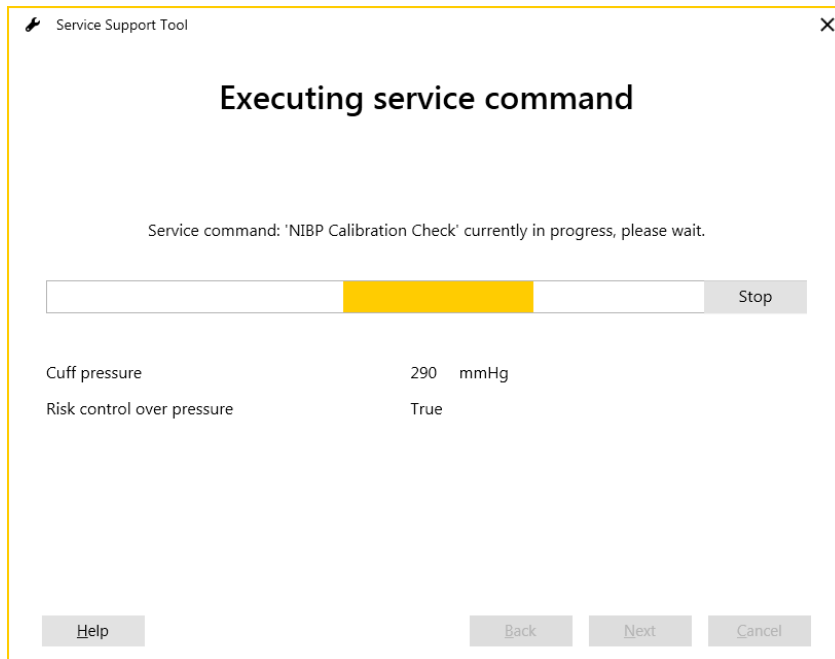 Service Support Tool
Executing service command
Service command: 'NIBP Calibration Check' currently in progress, please wait.
Stop
Cuff pressure 290 mmHg
Risk control over pressure True
Help Back Next Cancel